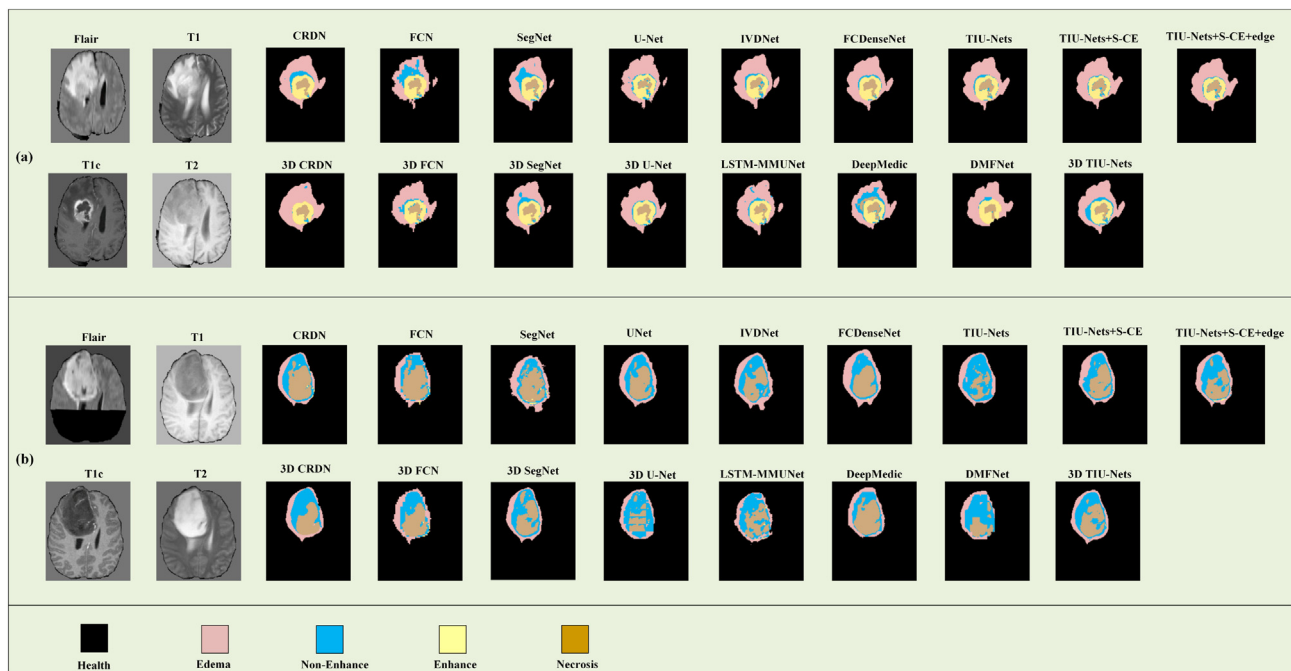 Flair T1 CRDN FCN SegNet U-Net IVDNet FCDenseNet TIU-Nets TIU-Nets+S-CE TIU-Nets+S-CE+edge
(a)
T1c T2 3D CRDN 3D FCN 3D SegNet 3D U-Net LSTM-MMUNet DeepMedic DMFNet 3D TIU-Nets
Flair T1 CRDN FCN SegNet UNet IVDNet FCDenseNet TIU-Nets TIU-Nets+S-CE TIU-Nets+S-CE+edge
(b)
T1c T2 3D CRDN 3D FCN 3D SegNet 3D U-Net LSTM-MMUNet DeepMedic DMFNet 3D TIU-Nets
Health Edema Non-Enhance Enhance Necrosis